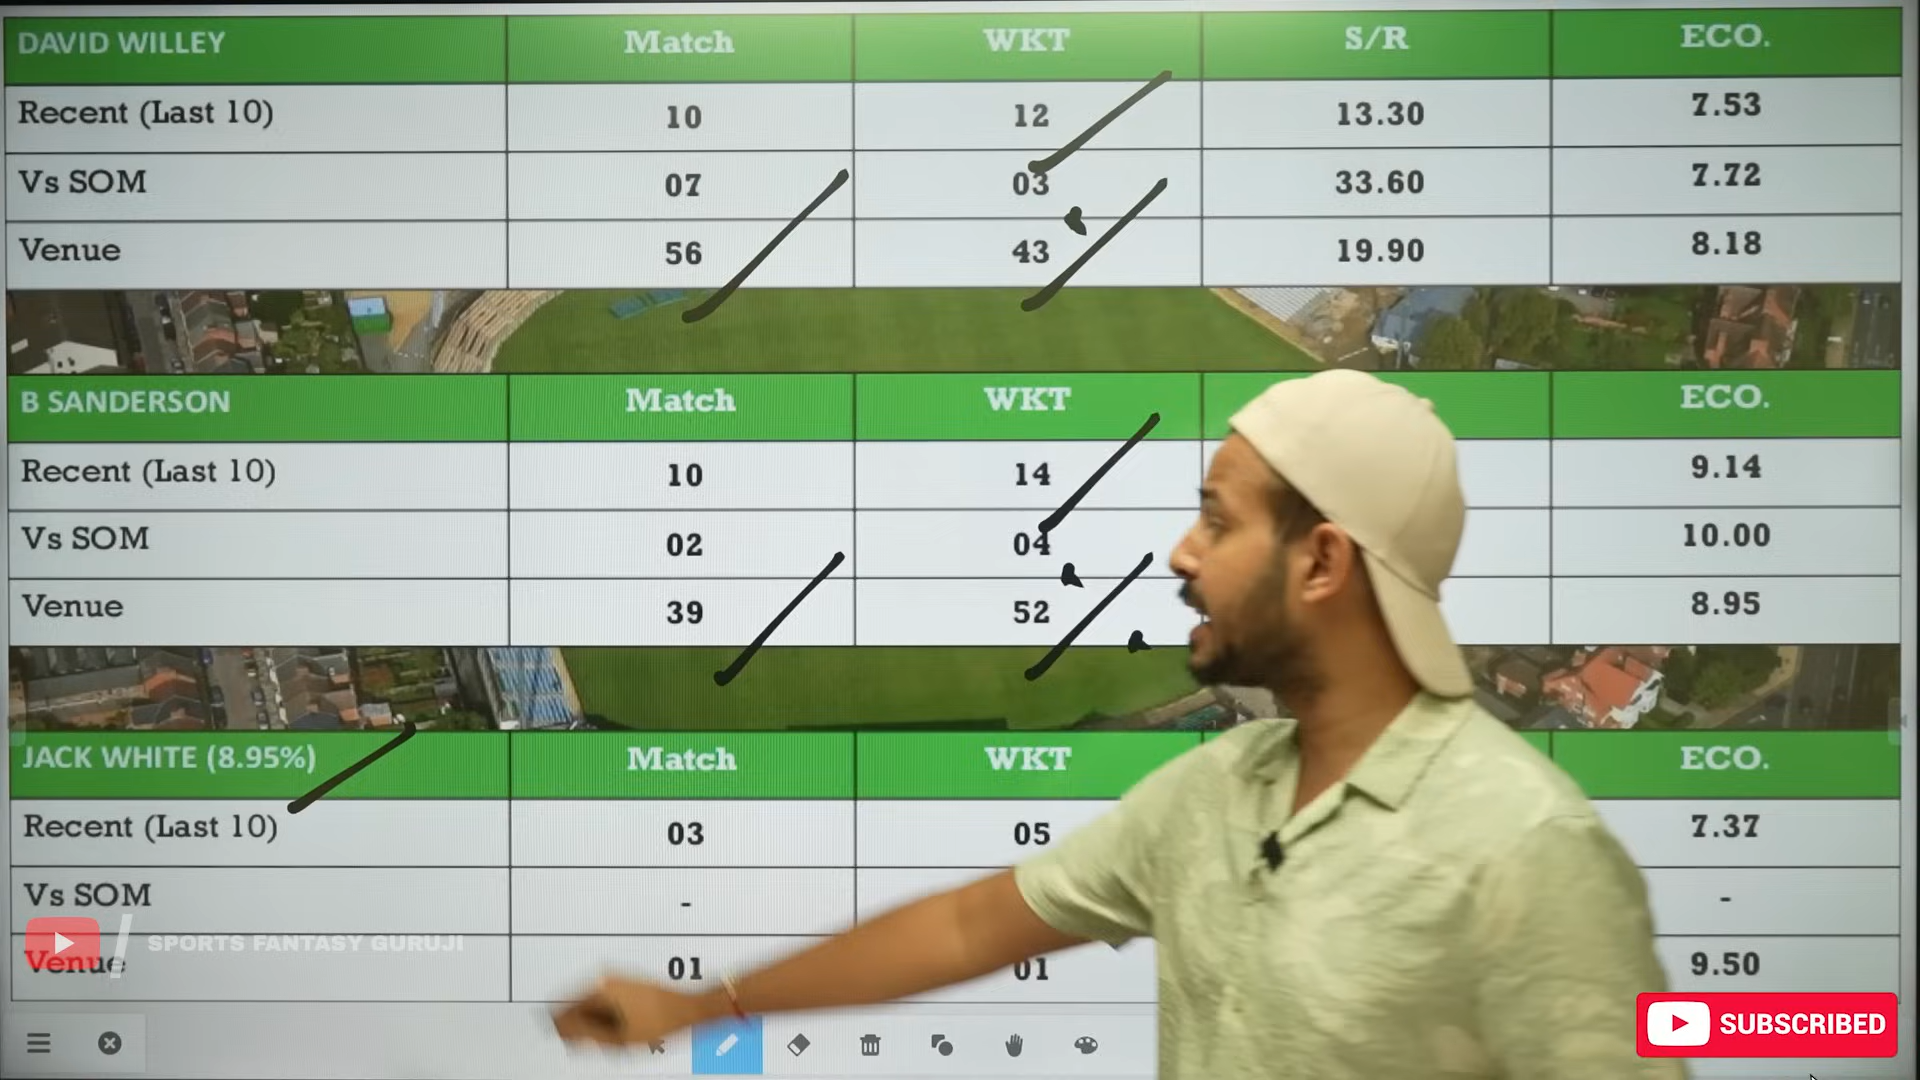 DAVID WILLEY Match WKT S/R ECO.
Recent (Last 10) 10 12 13.30 7.53
Vs SOM 07 03 33.60 7.72
Venue 56 43 19.90 8.18
B SANDERSON Match WKT ECO.
Recent (Last 10) 10 14 9.14
Vs SOM 02 04 10.00
Venue 39 52 8.95
JACK WHITE (8.95%) Match WKT ECO.
Recent (Last 10) 03 05 7.37
Vs SOM - -
SPORTS FANTASY GURUJI
Venue 01 01 9.50
SUBSCRIBED